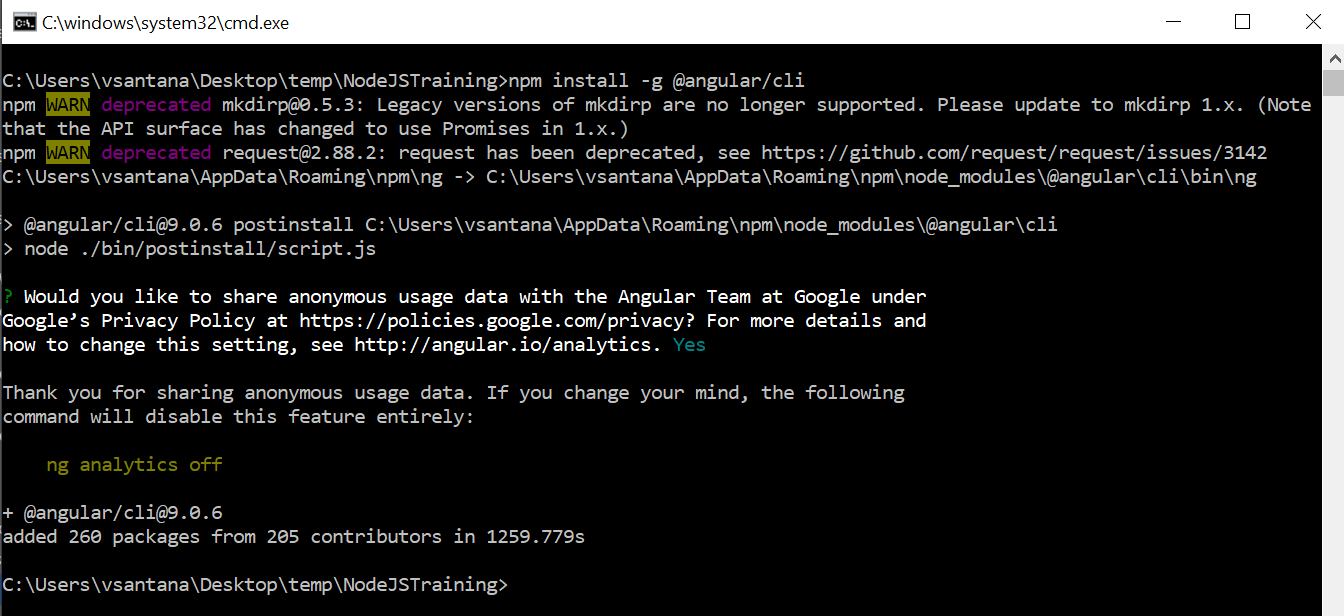 C:\windows\system32\cmd.exe
C:\Users\vsantana\Desktop\temp\NodeJSTraining>npm install -g @angular/cli
npm WARN deprecated mkdirp@0.5.3: Legacy versions of mkdirp are no longer supported. Please update to mkdirp 1.x. (Note
that the API surface has changed to use Promises in 1.x.)
npm WARN deprecated request@2.88.2: request has been deprecated, see https://github.com/request/request/issues/3142
C:\Users\vsantana\AppData\Roaming\npm\ng -> C:\Users\vsantana\AppData\Roaming\npm\node_modules\@angular\cli\bin\ng
> @angular/cli@9.0.6 postinstall C:\Users\vsantana\AppData\Roaming\npm\node_modules\@angular\cli
> node ./bin/postinstall/script.js
? Would you like to share anonymous usage data with the Angular Team at Google under
Google’s Privacy Policy at https://policies.google.com/privacy? For more details and
how to change this setting, see http://angular.io/analytics. Yes
Thank you for sharing anonymous usage data. If you change your mind, the following
command will disable this feature entirely:
ng analytics off
+ @angular/cli@9.0.6
added 260 packages from 205 contributors in 1259.779s
C:\Users\vsantana\Desktop\temp\NodeJSTraining>